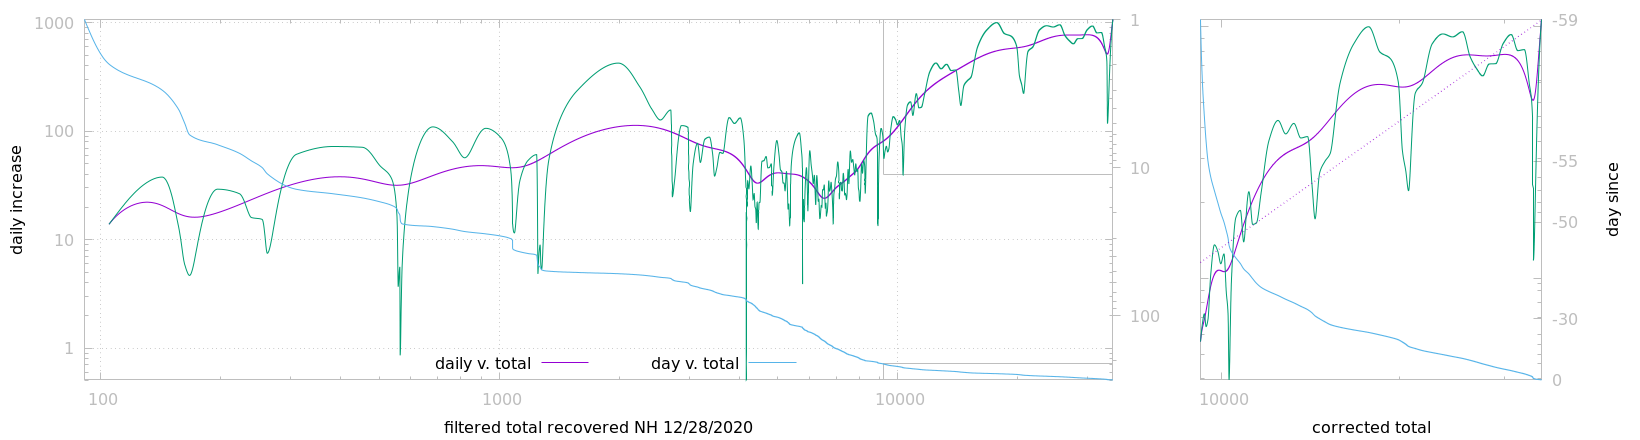 1000
100
10
1
daily increase
1
10
100
daily v. total
day v. total
100
1000
10000
filtered total recovered NH 12/28/2020
-59
-55
-50
-30
0
day since
10000
corrected total